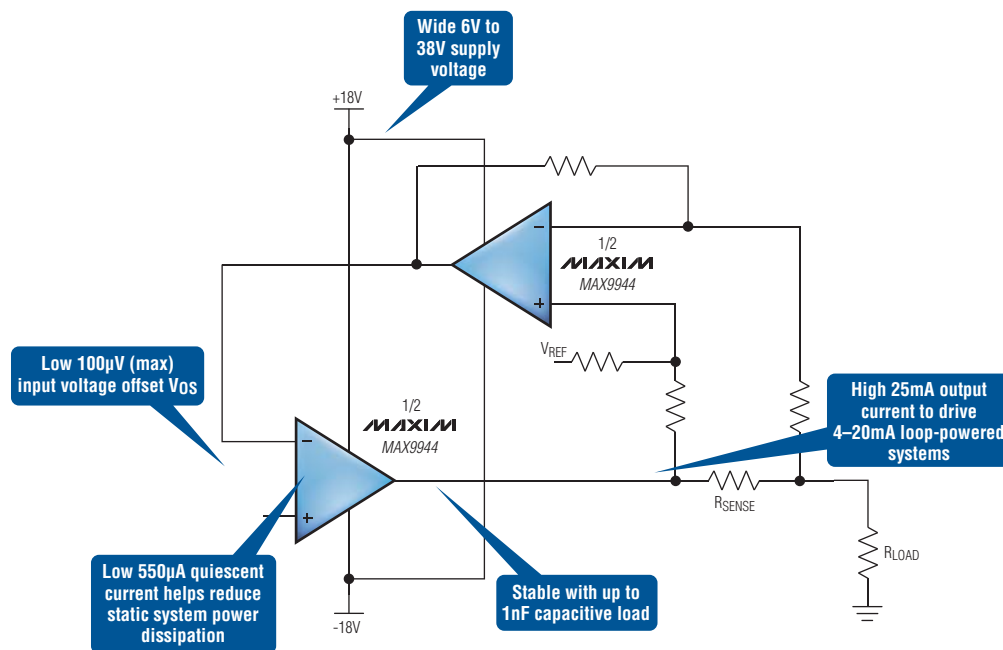 Wide 6V to
38V supply
voltage
+18V
1/2
MAXIM
MAX9944
VREF
Low 100µV (max)
input voltage offset VOS
1/2
MAXIM
MAX9944
High 25mA output
current to drive
4–20mA loop-powered
systems
RSENSE
RLOAD
Low 550µA quiescent
current helps reduce
static system power
dissipation
Stable with up to
1nF capacitive load
-18V